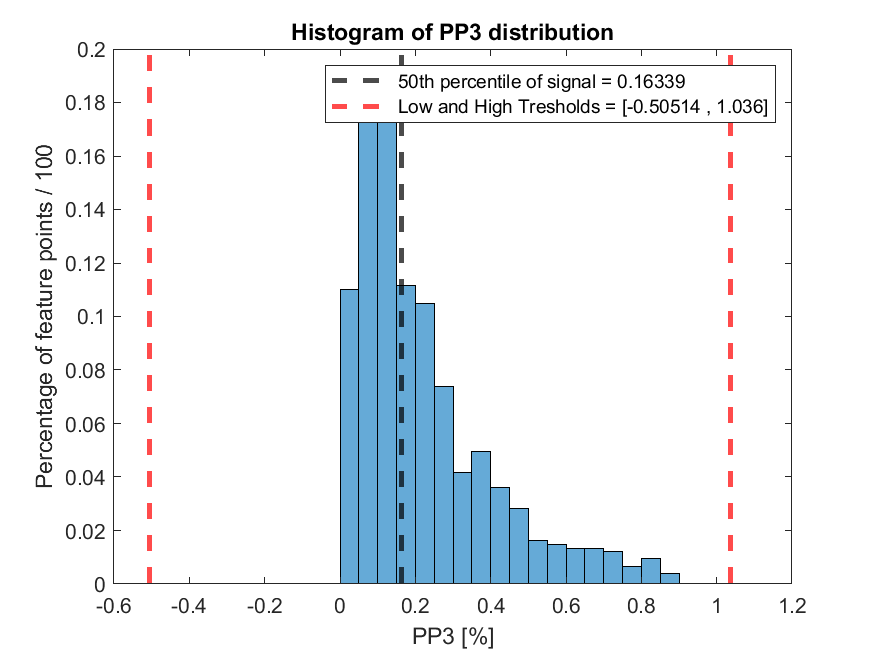 Histogram of PP3 distribution
50th percentile of signal = 0.16339
Low and High Tresholds = [-0.50514 , 1.036]
Percentage of feature points / 100
0.2
0.18
0.16
0.14
0.12
0.1
0.08
0.06
0.04
0.02
0
-0.6 -0.4 -0.2 0 0.2 0.4 0.6 0.8 1 1.2
PP3 [%]